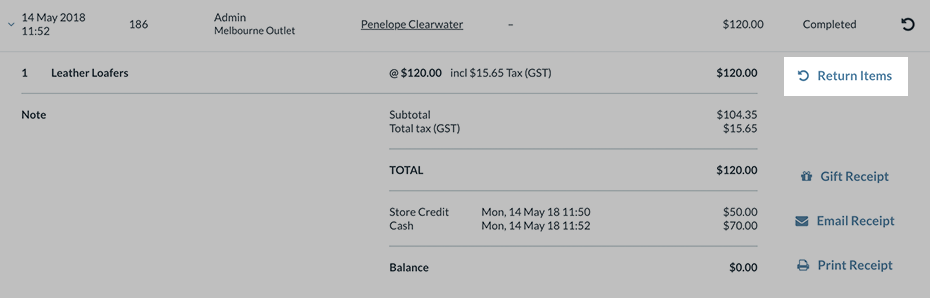 14 May 2018 11:52 186 Admin Melbourne Outlet Penelope Clearwater – $120.00 Completed
1 Leather Loafers @ $120.00 incl $15.65 Tax (GST) $120.00 Return Items
Note
Subtotal $104.35
Total tax (GST) $15.65
TOTAL $120.00
Gift Receipt
Store Credit Mon, 14 May 18 11:50 $50.00
Cash Mon, 14 May 18 11:52 $70.00
Email Receipt
Balance $0.00
Print Receipt